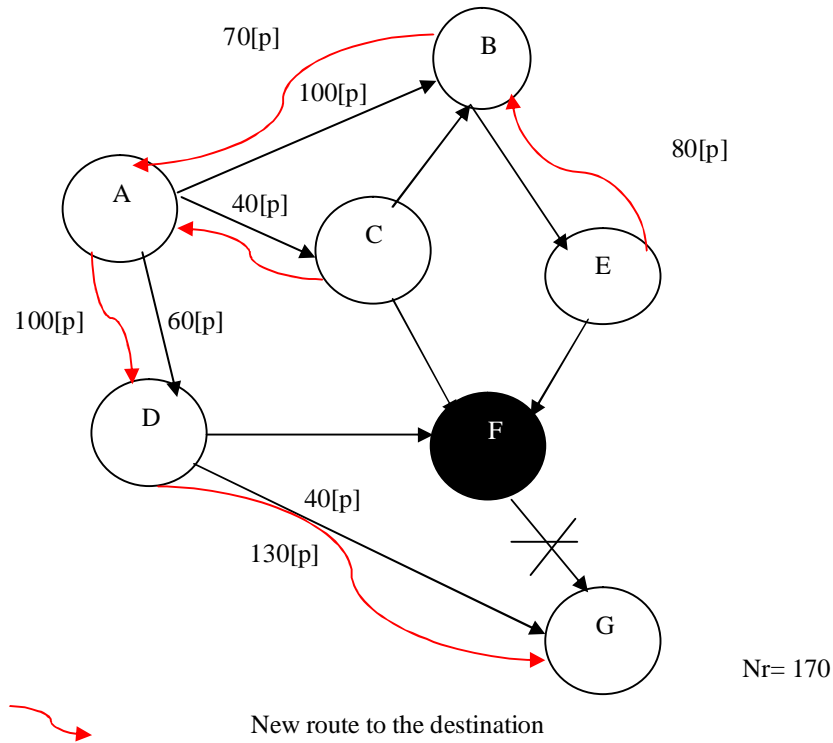 70[p]
B
100[p]
80[p]
A
40[p]
C
E
100[p]
60[p]
D
F
40[p]
130[p]
G
Nr= 170
New route to the destination